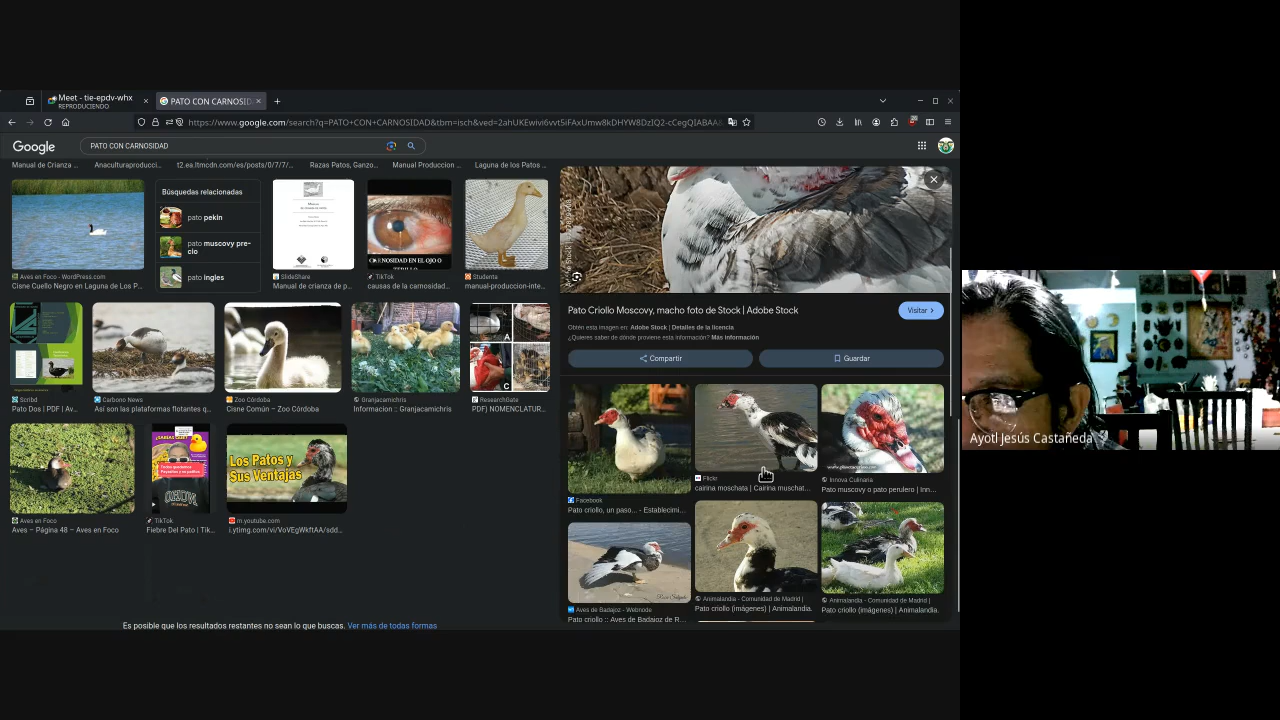 Meet - tie-epdv-whx
REPRODUCIENDO
PATO CON CARNOSID
https://www.google.com/search?q=PATO+CON+CARNOSIDAD&tbm=isch&ved=
Google
PATO CON CARNOSIDAD
Manual de Crianza ...
Anaculturaproducci...
t2.ea.ltmcdn.com/es/posts/0/7/7/...
Razas Patos, Ganzo...
Manual Produccion ...
Laguna de los Patos ...
Búsquedas relacionadas
pato pekin
pato muscovy pre-
cio
pato ingles
Aves en Foco - WordPress.com
Cisne Cuello Negro en Laguna de Los P...
SlideShare
Manual de crianza de p...
TikTok
causas de la carnosidad...
Studenta
manual-produccion-inte...
Scribd
Pato Dos | PDF | Av...
Carbono News
Así son las plataformas flotantes q...
Zoo Córdoba
Cisne Común – Zoo Córdoba
Granjacamichris
Informacion :: Granjacamichris
A
C
ResearchGate
PDF) NOMENCLATUR...
Los Patos y
Sus Ventajas
Aves en Foco
Aves – Página 48 – Aves en Foco
TikTok
Fiebre Del Pato | Tik...
m.youtube.com
i.ytimg.com/vi/VoVEgWkftAA/sdd...
Es posible que los resultados restantes no sean lo que buscas. Ver más de todas formas
Pato Criollo Moscovy, macho foto de Stock | Adobe Stock
Visitar
Obtén esta imagen en: Adobe Stock | Detalles de la licencia
¿Quieres saber de dónde proviene esta información? Más información
Compartir
Guardar
Facebook
Pato criollo, un paso... - Establecimi...
Flickr
cairina moschata | Cairina muschat...
Innova Culinaria
Pato muscovy o pato perulero | Inn...
Aves de Badajoz - Webnode
Pato criollo :: Aves de Badajoz de R...
Animalandia - Comunidad de Madrid |
Pato criollo (imágenes) | Animalandia.
Animalandia - Comunidad de Madrid |
Pato criollo (imágenes) | Animalandia.
Ayotl Jesús Castañeda